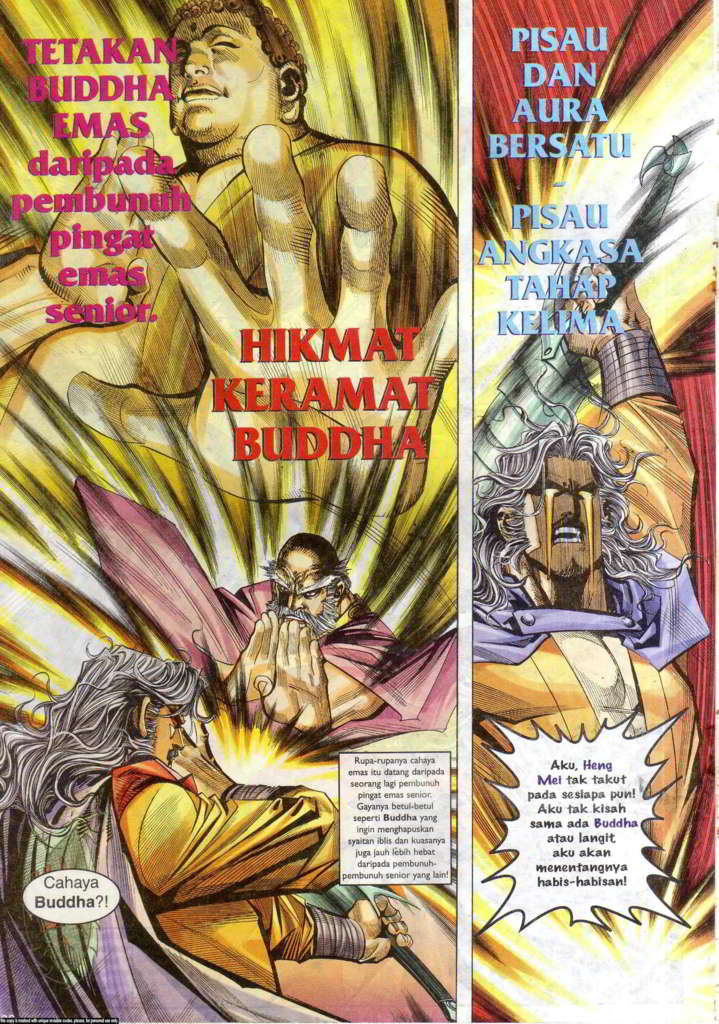 TETAKAN
BUDDHA
EMAS
daripada
pembunuh
pingat
emas
senior.
HIKMAT
KERAMAT
BUDDHA
Rupa-rupanya cahaya
emas itu datang daripada
seorang lagi pembunuh
pingat emas senior.
Gayanya betul-betul
seperti Buddha yang
ingin menghapuskan
syaitan iblis dan kuasanya
juga jauh lebih hebat
daripada pembunuh-
pembunuh senior yang lain!
Cahaya
Buddha?!
PISAU
DAN
AURA
BERSATU
-
PISAU
ANGKASA
TAHAP
KELIMA
Aku, Heng
Mei tak takut
pada sesiapa pun!
Aku tak kisah
sama ada Buddha
atau langit,
aku akan
menentangnya
habis-habisan!